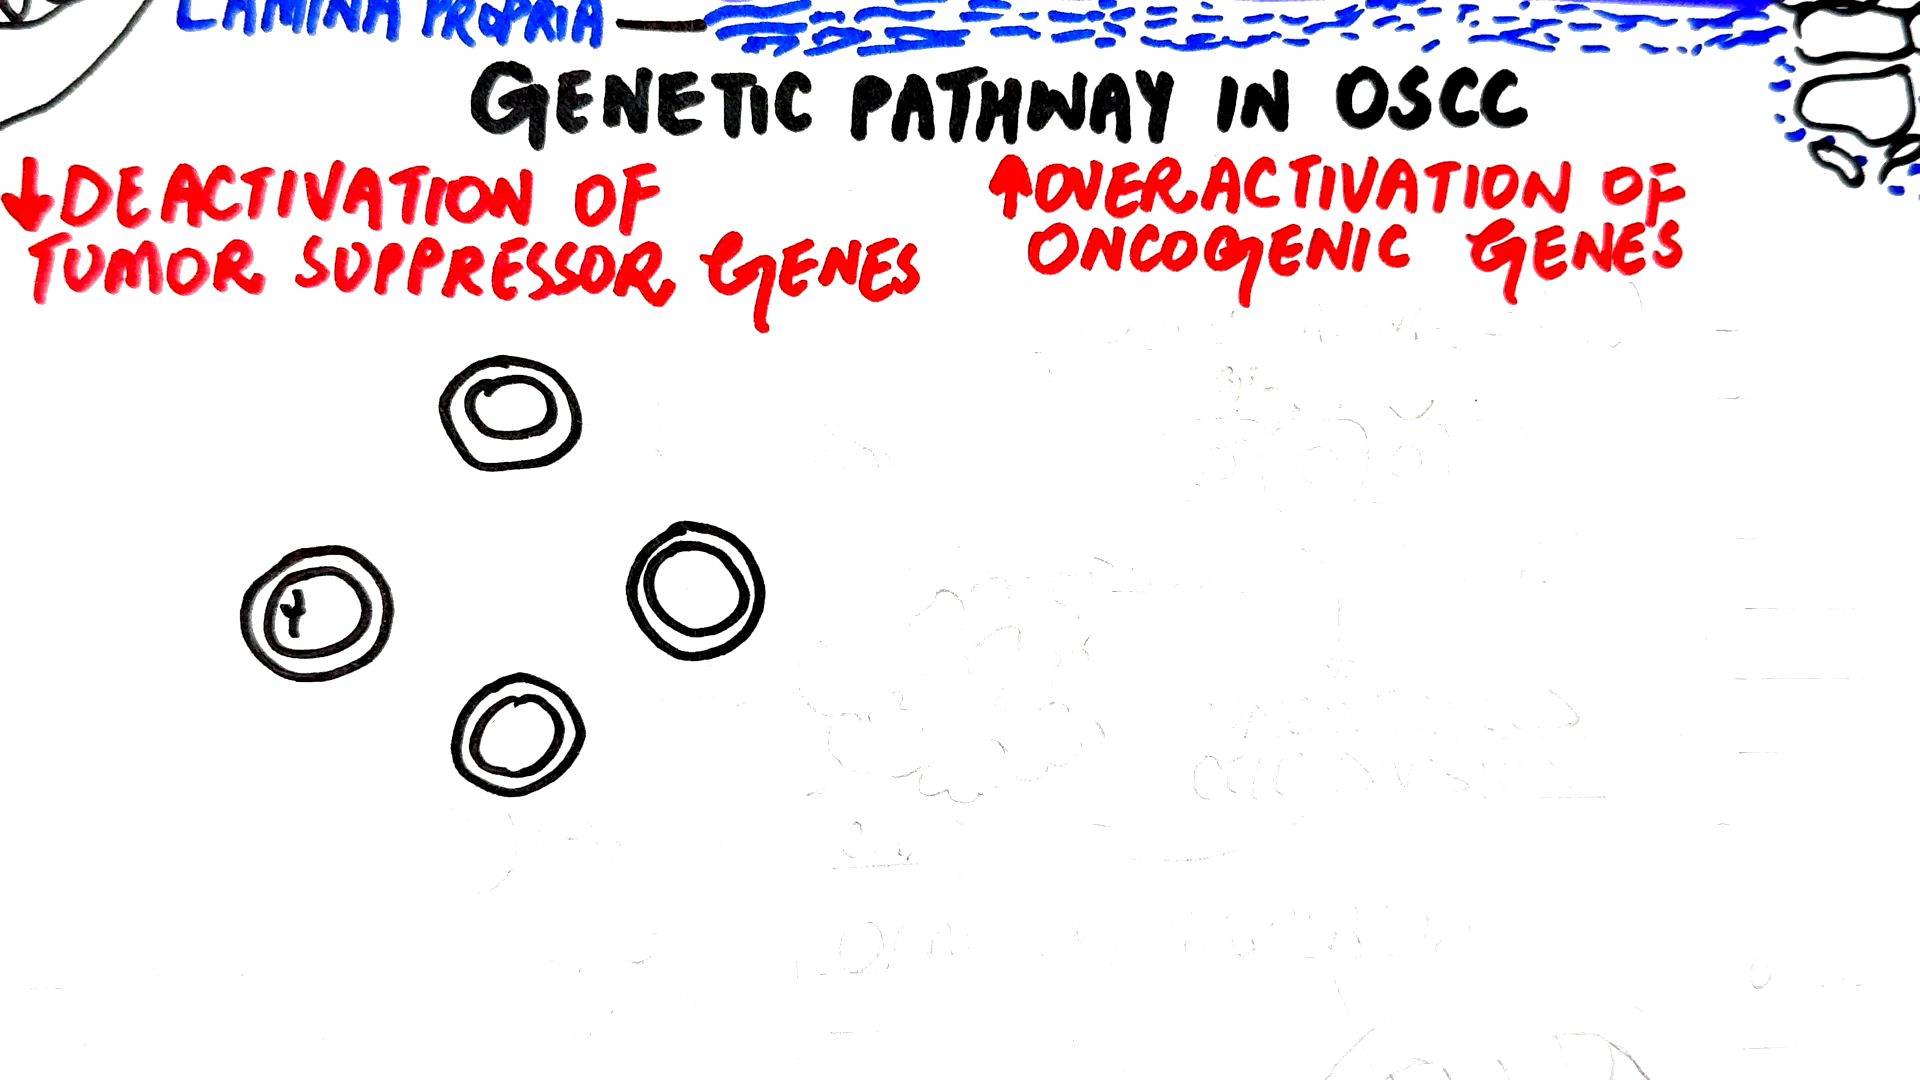 LAMINA PROPRIA
GENETIC PATHWAY IN OSCC
↓DEACTIVATION OF
TUMOR SUPPRESSOR GENES
↑OVERACTIVATION OF
ONCOGENIC GENES